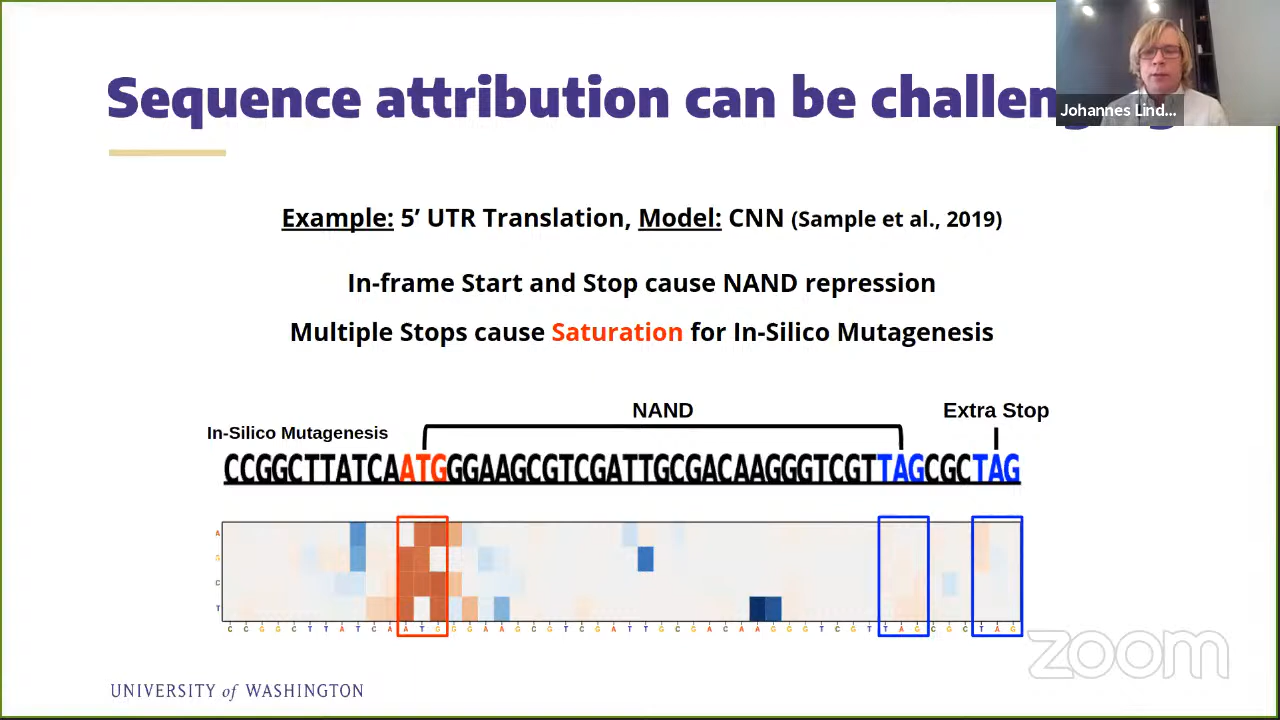 Sequence attribution can be challen
Johannes Lind...
Example: 5’ UTR Translation, Model: CNN (Sample et al., 2019)
In-frame Start and Stop cause NAND repression
Multiple Stops cause Saturation for In-Silico Mutagenesis
NAND
Extra Stop
In-Silico Mutagenesis
CCGGCTTATCAATGGGAAGCGTCGATTGCGACAAGGGTCGTTAGCGCTAG
A
G
C
T
C C G G C T T A T C A A T G G G A A G C G T C G A T T G C G A C A A G G G T C G T T A G C G C T A G
zoom
UNIVERSITY of WASHINGTON